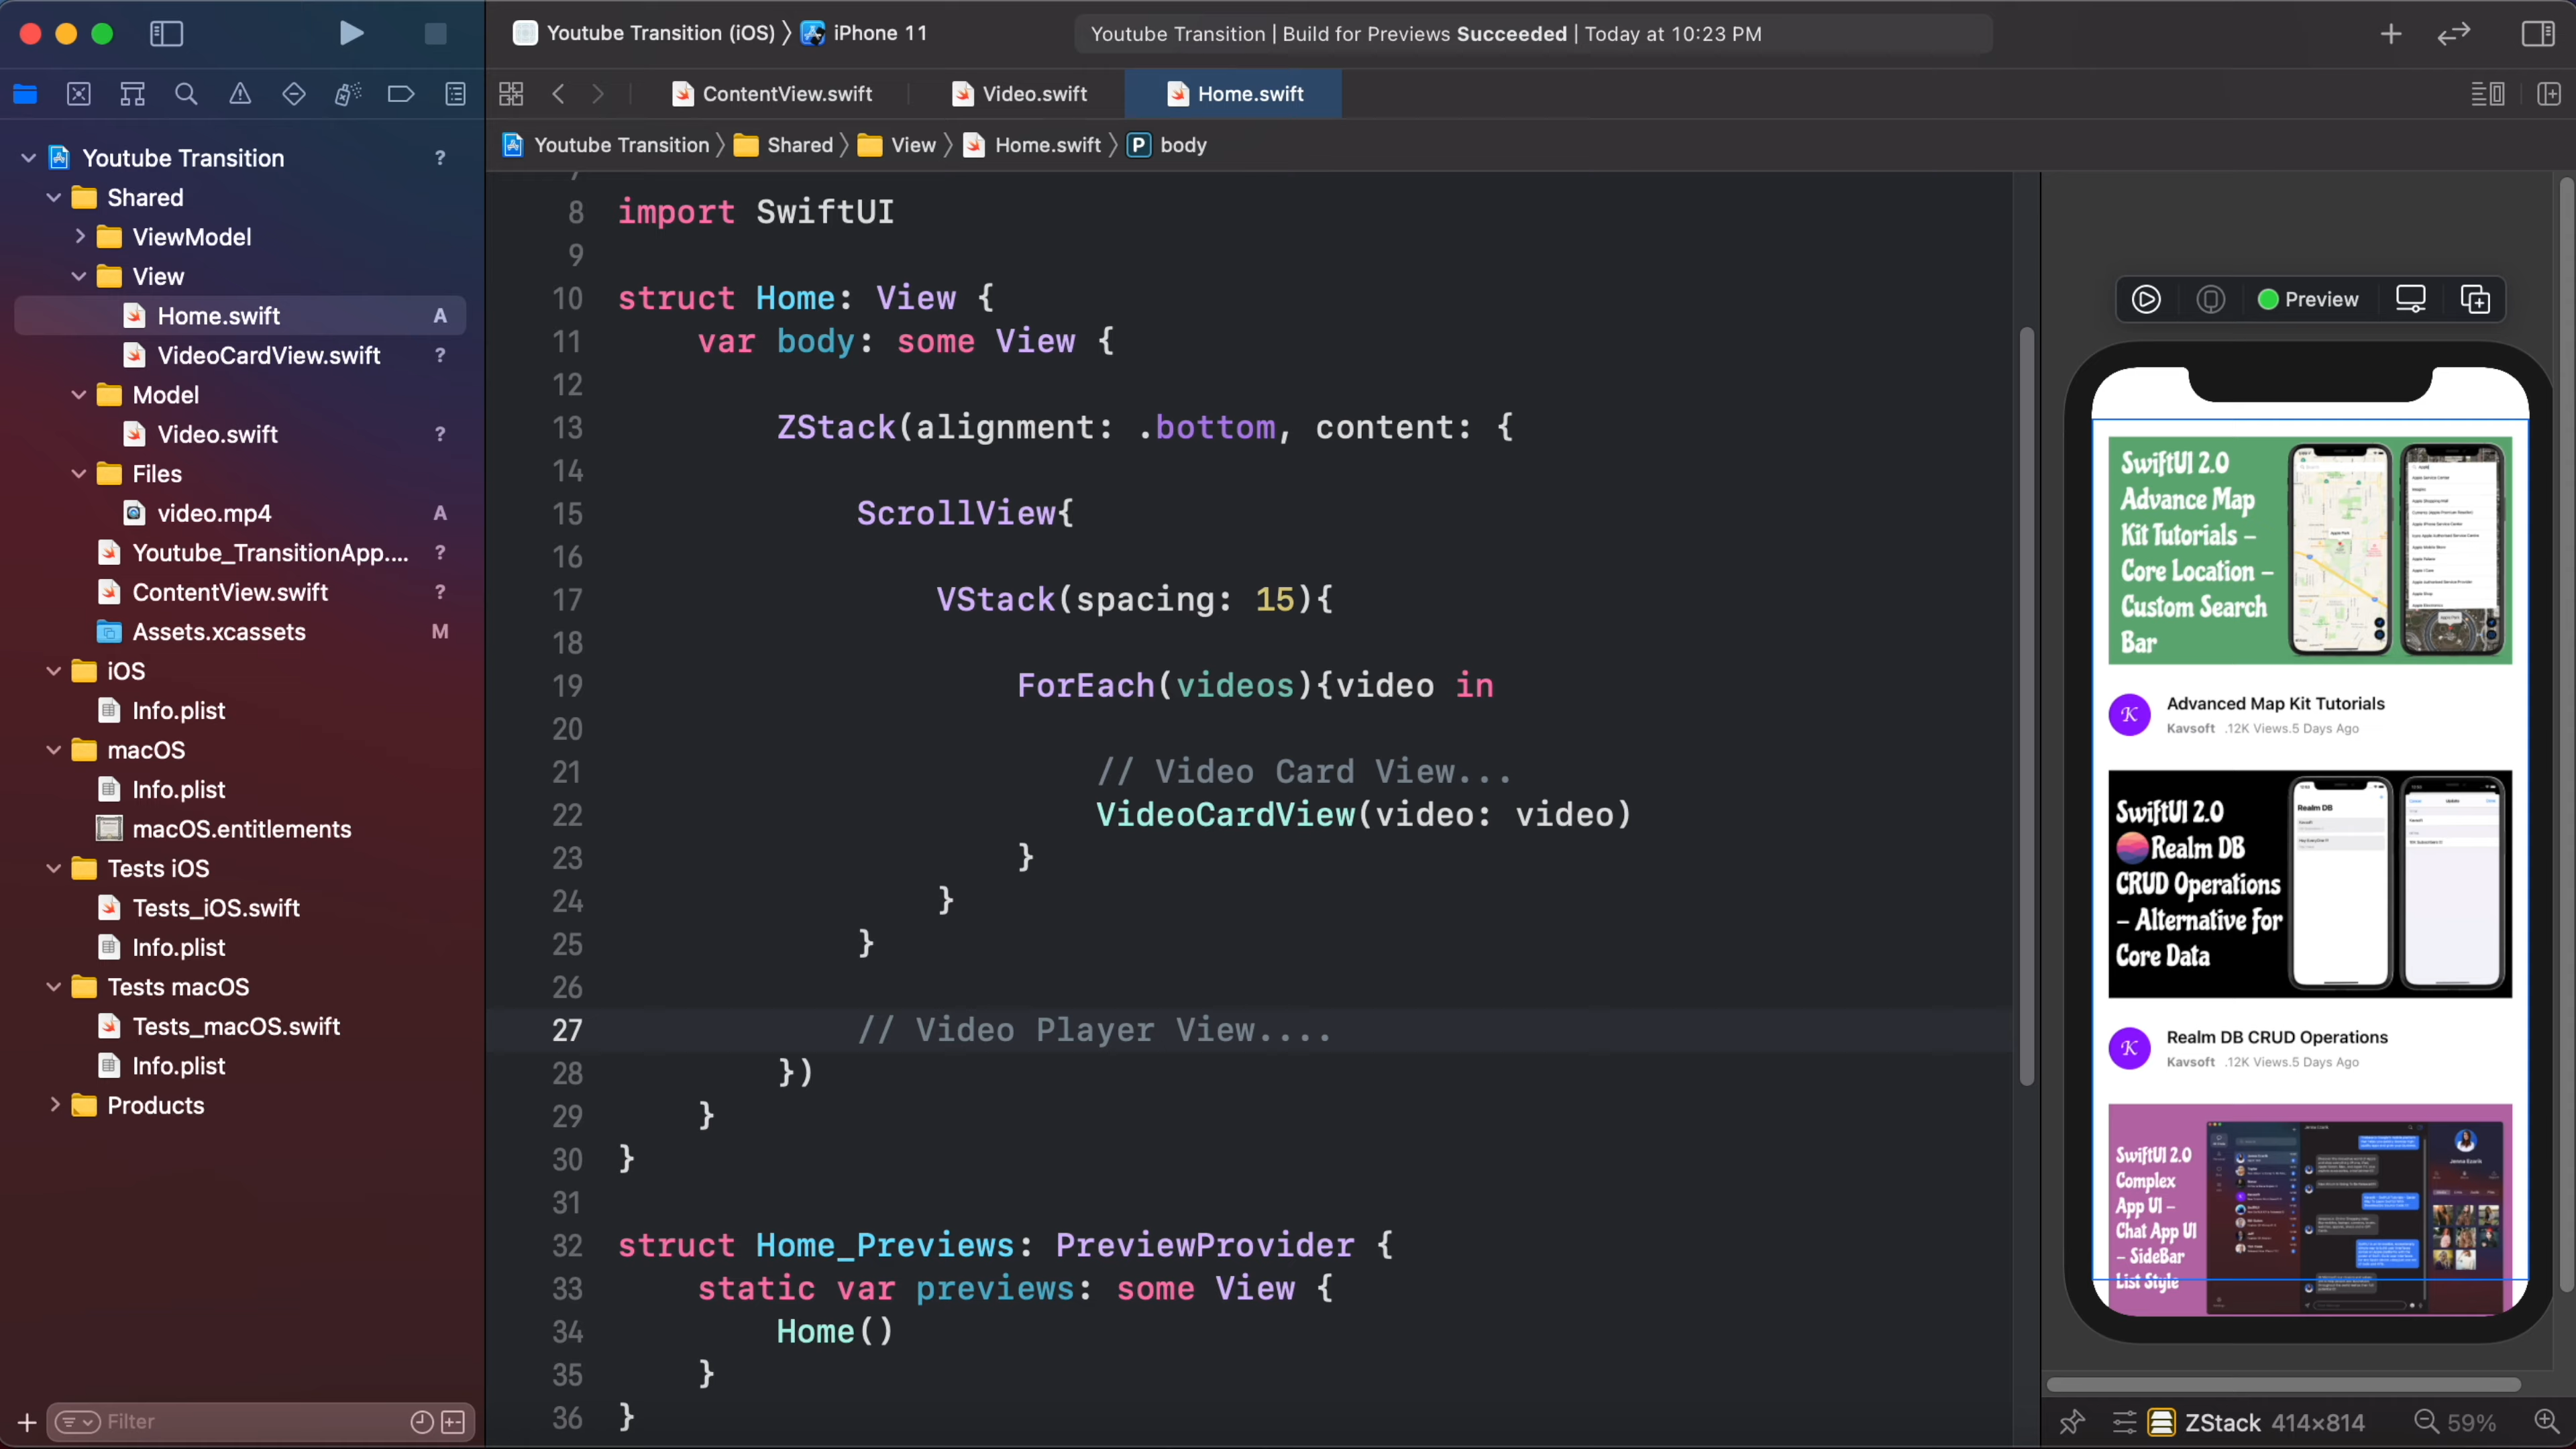 Youtube Transition (iOS) 〉 iPhone 11
Youtube Transition | Build for Previews Succeeded | Today at 10:23 PM
ContentView.swift
Video.swift
Home.swift
Youtube Transition 〉 Shared 〉 View 〉 Home.swift 〉 P body
Youtube Transition ?
Shared
ViewModel
View
Home.swift A
VideoCardView.swift ?
Model
Video.swift ?
Files
video.mp4 A
Youtube_TransitionApp.... ?
ContentView.swift ?
Assets.xcassets M
iOS
Info.plist
macOS
Info.plist
macOS.entitlements
Tests iOS
Tests_iOS.swift
Info.plist
Tests macOS
Tests_macOS.swift
Info.plist
Products
Filter
8 import SwiftUI
9
10 struct Home: View {
11 var body: some View {
12
13 ZStack(alignment: .bottom, content: {
14
15 ScrollView{
16
17 VStack(spacing: 15){
18
19 ForEach(videos){video in
20
21 // Video Card View...
22 VideoCardView(video: video)
23 }
24 }
25 }
26
27 // Video Player View....
28 })
29 }
30 }
31
32 struct Home_Previews: PreviewProvider {
33 static var previews: some View {
34 Home()
35 }
36 }
Preview
SwiftUI 2.0
Advance Map
Kit Tutorials –
Core Location –
Custom Search
Bar
K
Advanced Map Kit Tutorials
Kavsoft .12K Views.5 Days Ago
SwiftUI 2.0
Realm DB
CRUD Operations
– Alternative for
Core Data
Realm DB
K
Realm DB CRUD Operations
Kavsoft .12K Views.5 Days Ago
SwiftUI 2.0
Complex
App UI –
Chat App UI
– SideBar
List Style
ZStack 414×814
59%